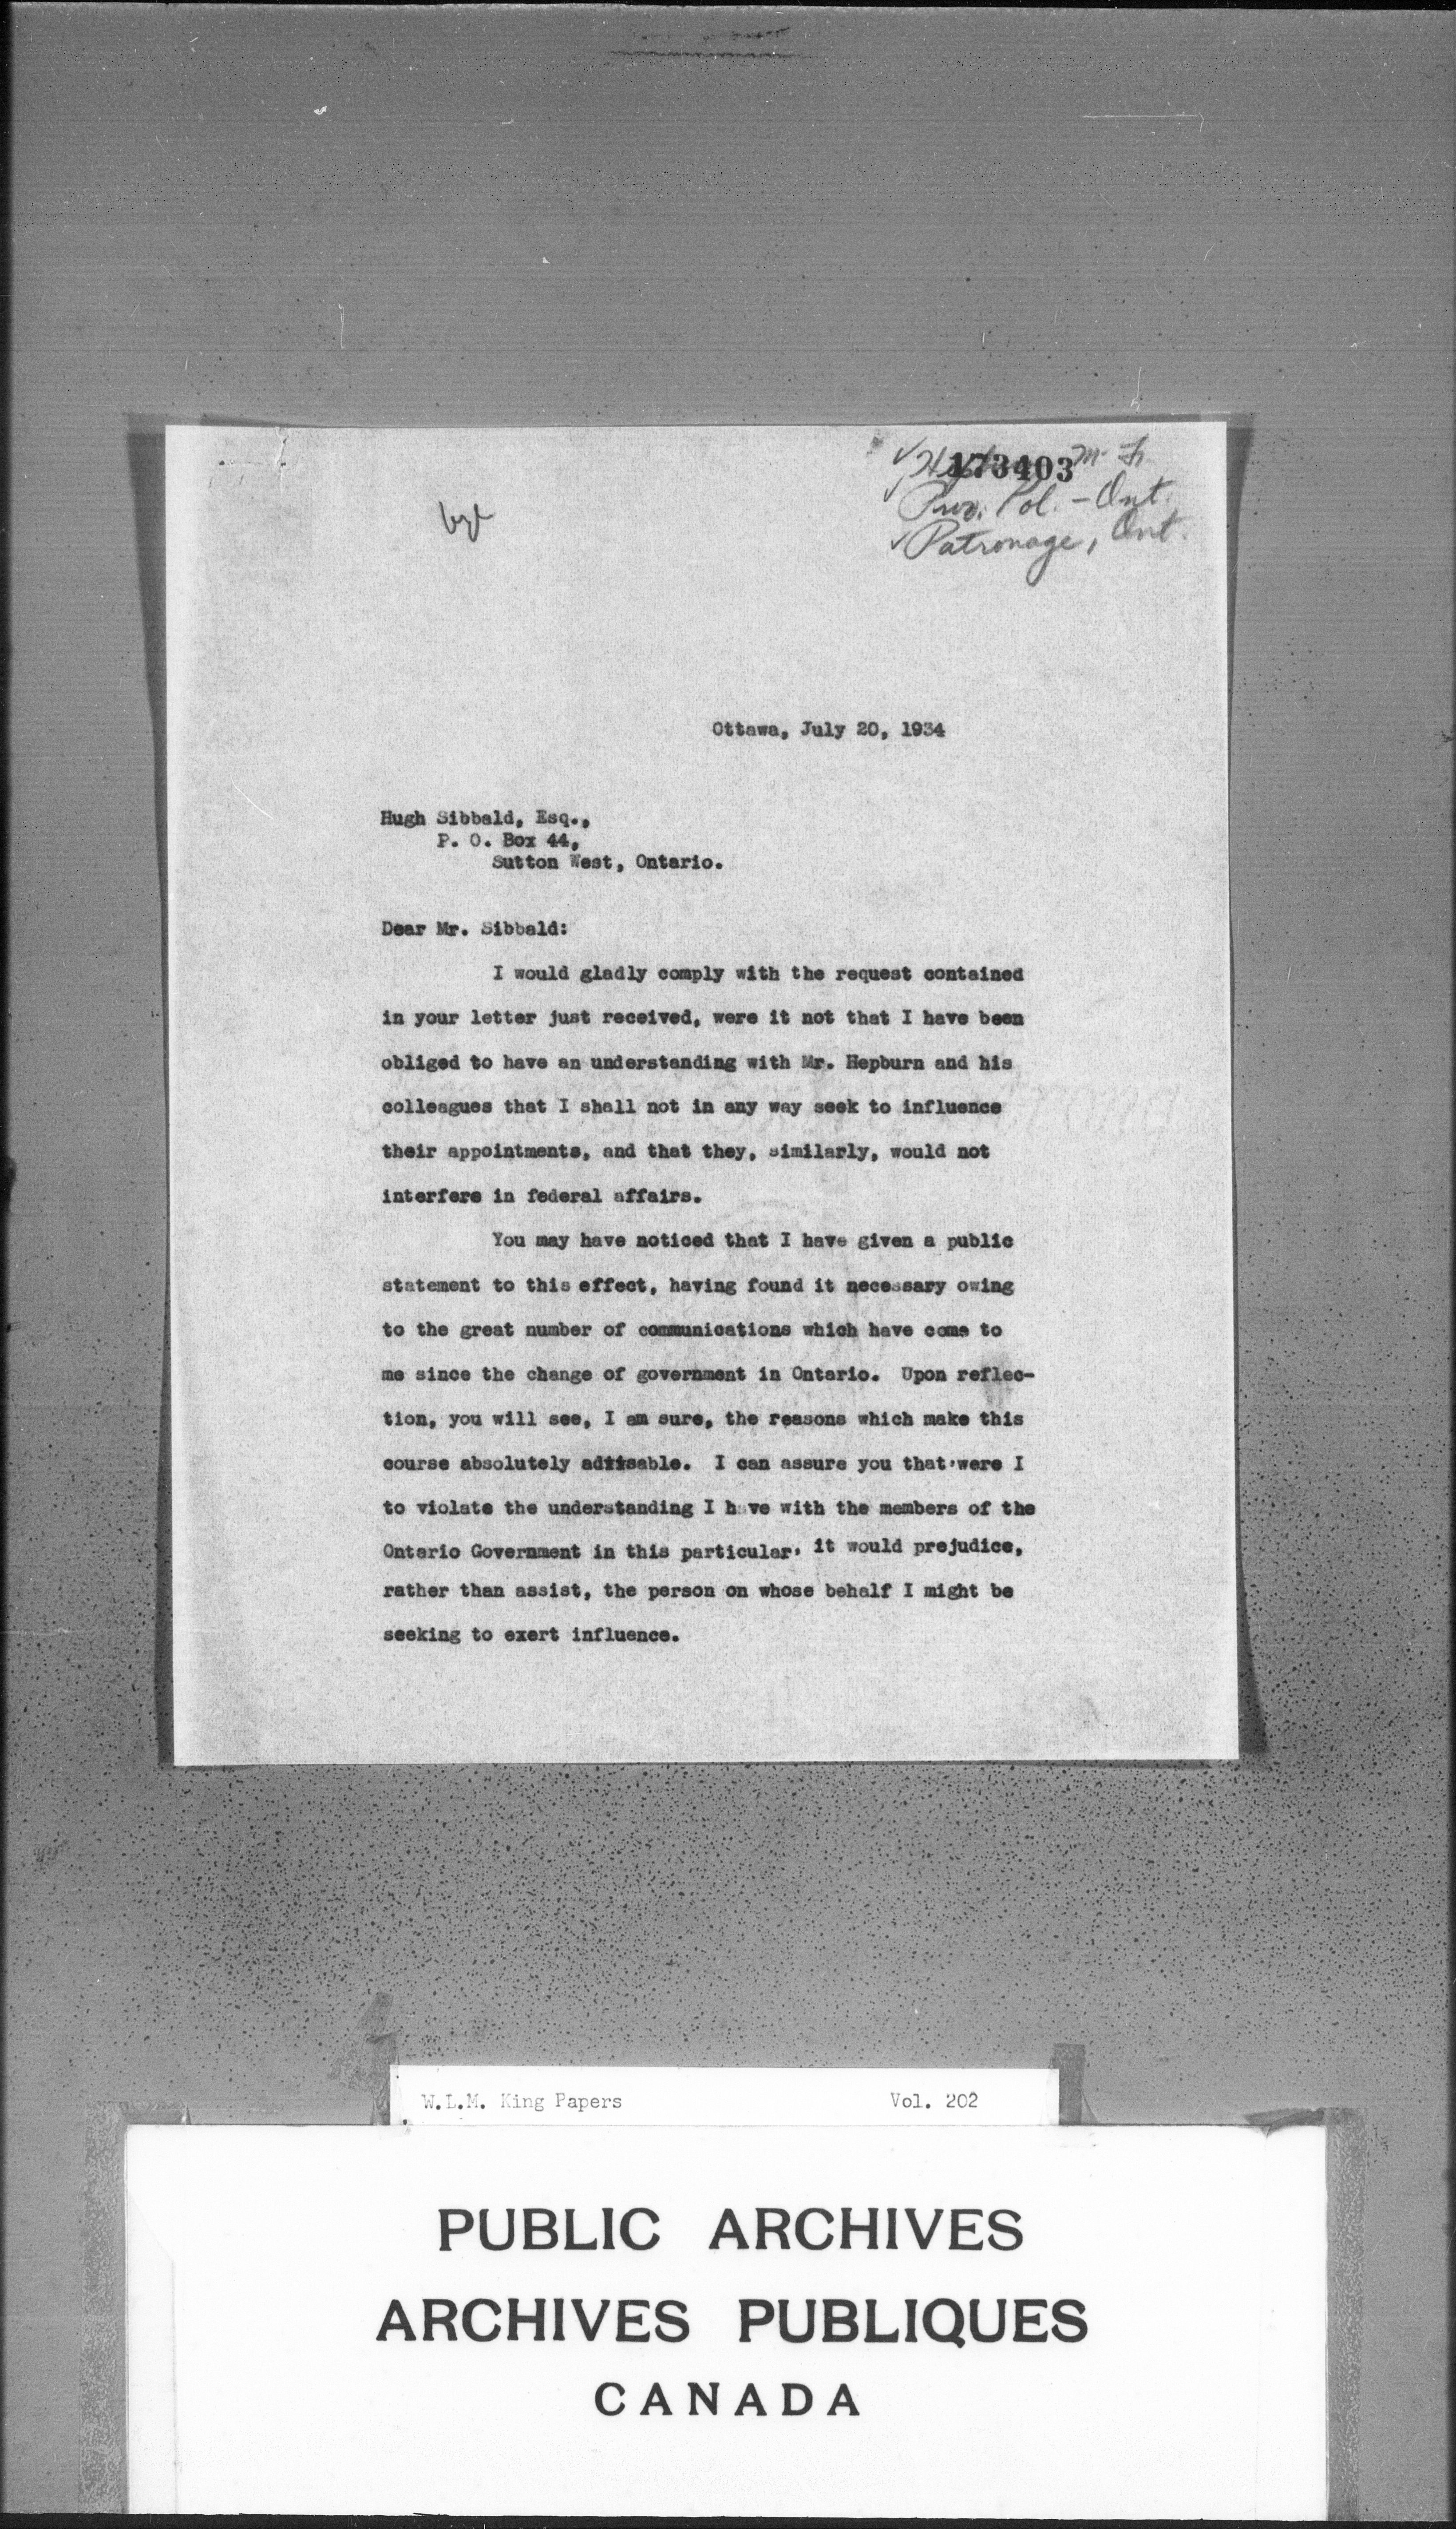 173403 M. F.
Prov. Pol. - Ont.
Patronage, Ont.
Ottawa, July 20, 1934
Hugh Sibbald, Esq.,
P. O. Box 44,
Sutton West, Ontario.
Dear Mr. Sibbald:
I would gladly comply with the request contained
in your letter just received, were it not that I have been
obliged to have an understanding with Mr. Hepburn and his
colleagues that I shall not in any way seek to influence
their appointments, and that they, similarly, would not
interfere in federal affairs.
You may have noticed that I have given a public
statement to this effect, having found it necessary owing
to the great number of communications which have come to
me since the change of government in Ontario. Upon reflec-
tion, you will see, I am sure, the reasons which make this
course absolutely advisable. I can assure you that, were I
to violate the understanding I have with the members of the
Ontario Government in this particular, it would prejudice,
rather than assist, the person on whose behalf I might be
seeking to exert influence.
W.L.M. King Papers Vol. 202
PUBLIC ARCHIVES
ARCHIVES PUBLIQUES
CANADA